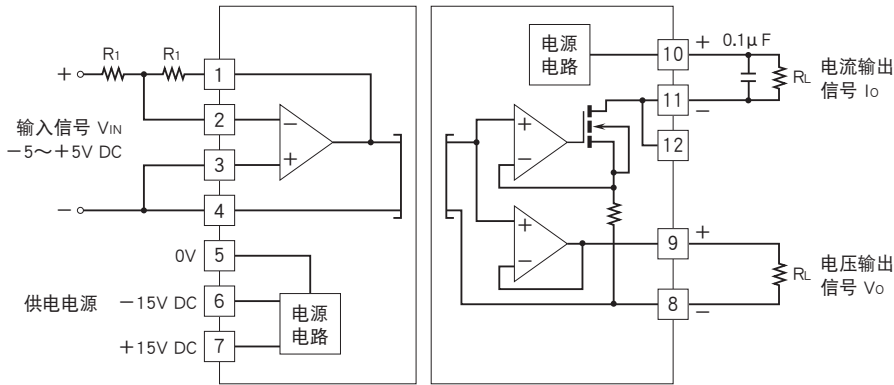 R1
R1
+
1
2
−
+
输入信号 VIN
−5～+5V DC
3
4
−
0V
5
供电电源
−15V DC
6
+15V DC
7
电源
电路
电源
电路
10
+
0.1μF
RL
电流输出
信号 IO
11
−
12
+
−
+
−
9
+
RL
电压输出
信号 VO
8
−